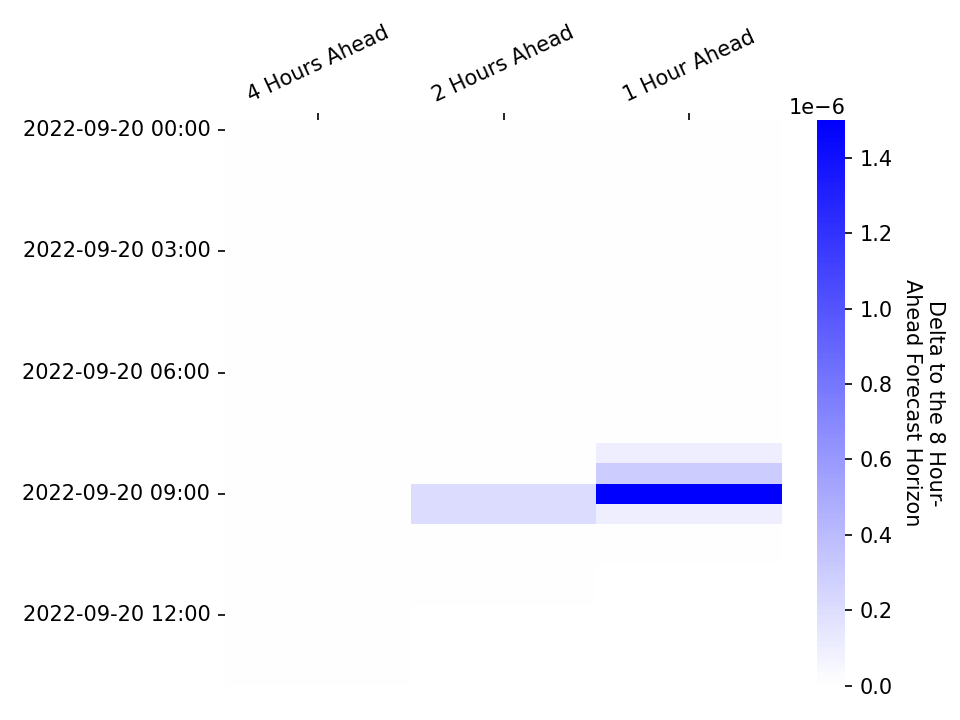 4 Hours Ahead
2 Hours Ahead
1 Hour Ahead
1e−6
2022-09-20 00:00
2022-09-20 03:00
2022-09-20 06:00
2022-09-20 09:00
2022-09-20 12:00
1.4
1.2
1.0
0.8
0.6
0.4
0.2
0.0
Delta to the 8 Hour-
Ahead Forecast Horizon